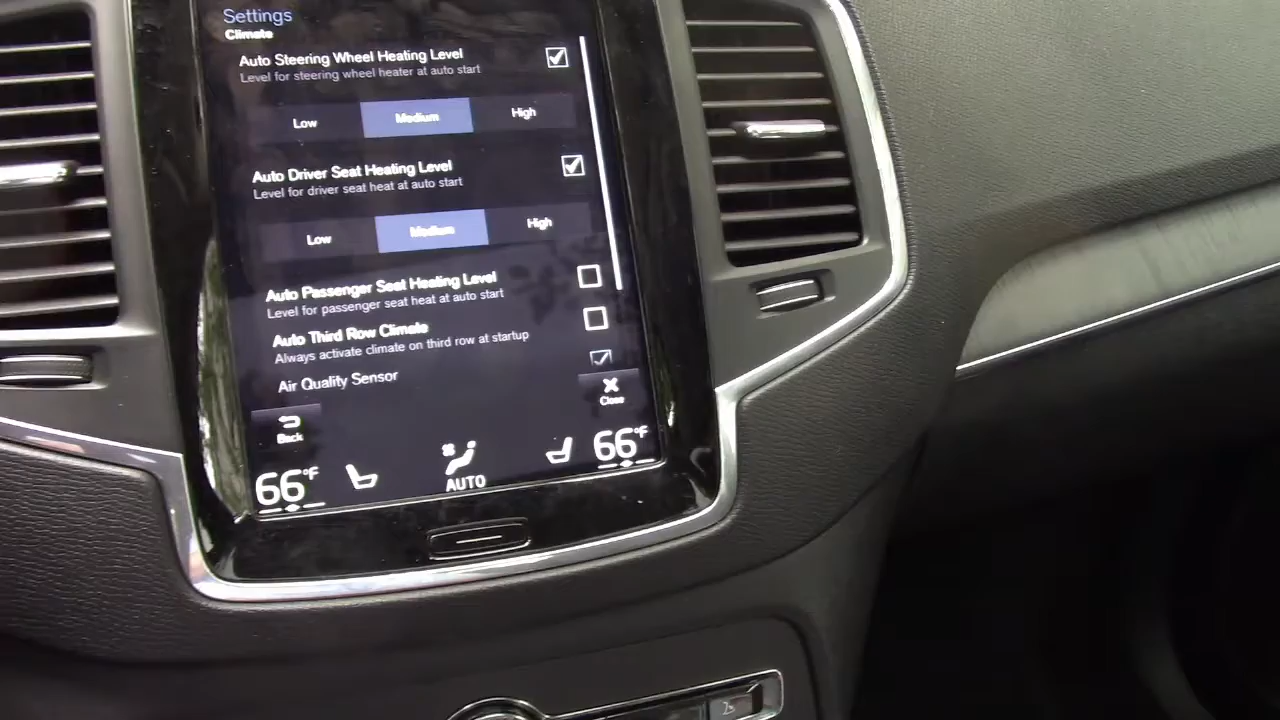 Settings
Climate
Auto Steering Wheel Heating Level
Level for steering wheel heater at auto start
Low Medium High
Auto Driver Seat Heating Level
Level for driver seat heat at auto start
Low Medium High
Auto Passenger Seat Heating Level
Level for passenger seat heat at auto start
Auto Third Row Climate
Always activate climate on third row at startup
Air Quality Sensor
Back
Close
66°F
AUTO
66°F